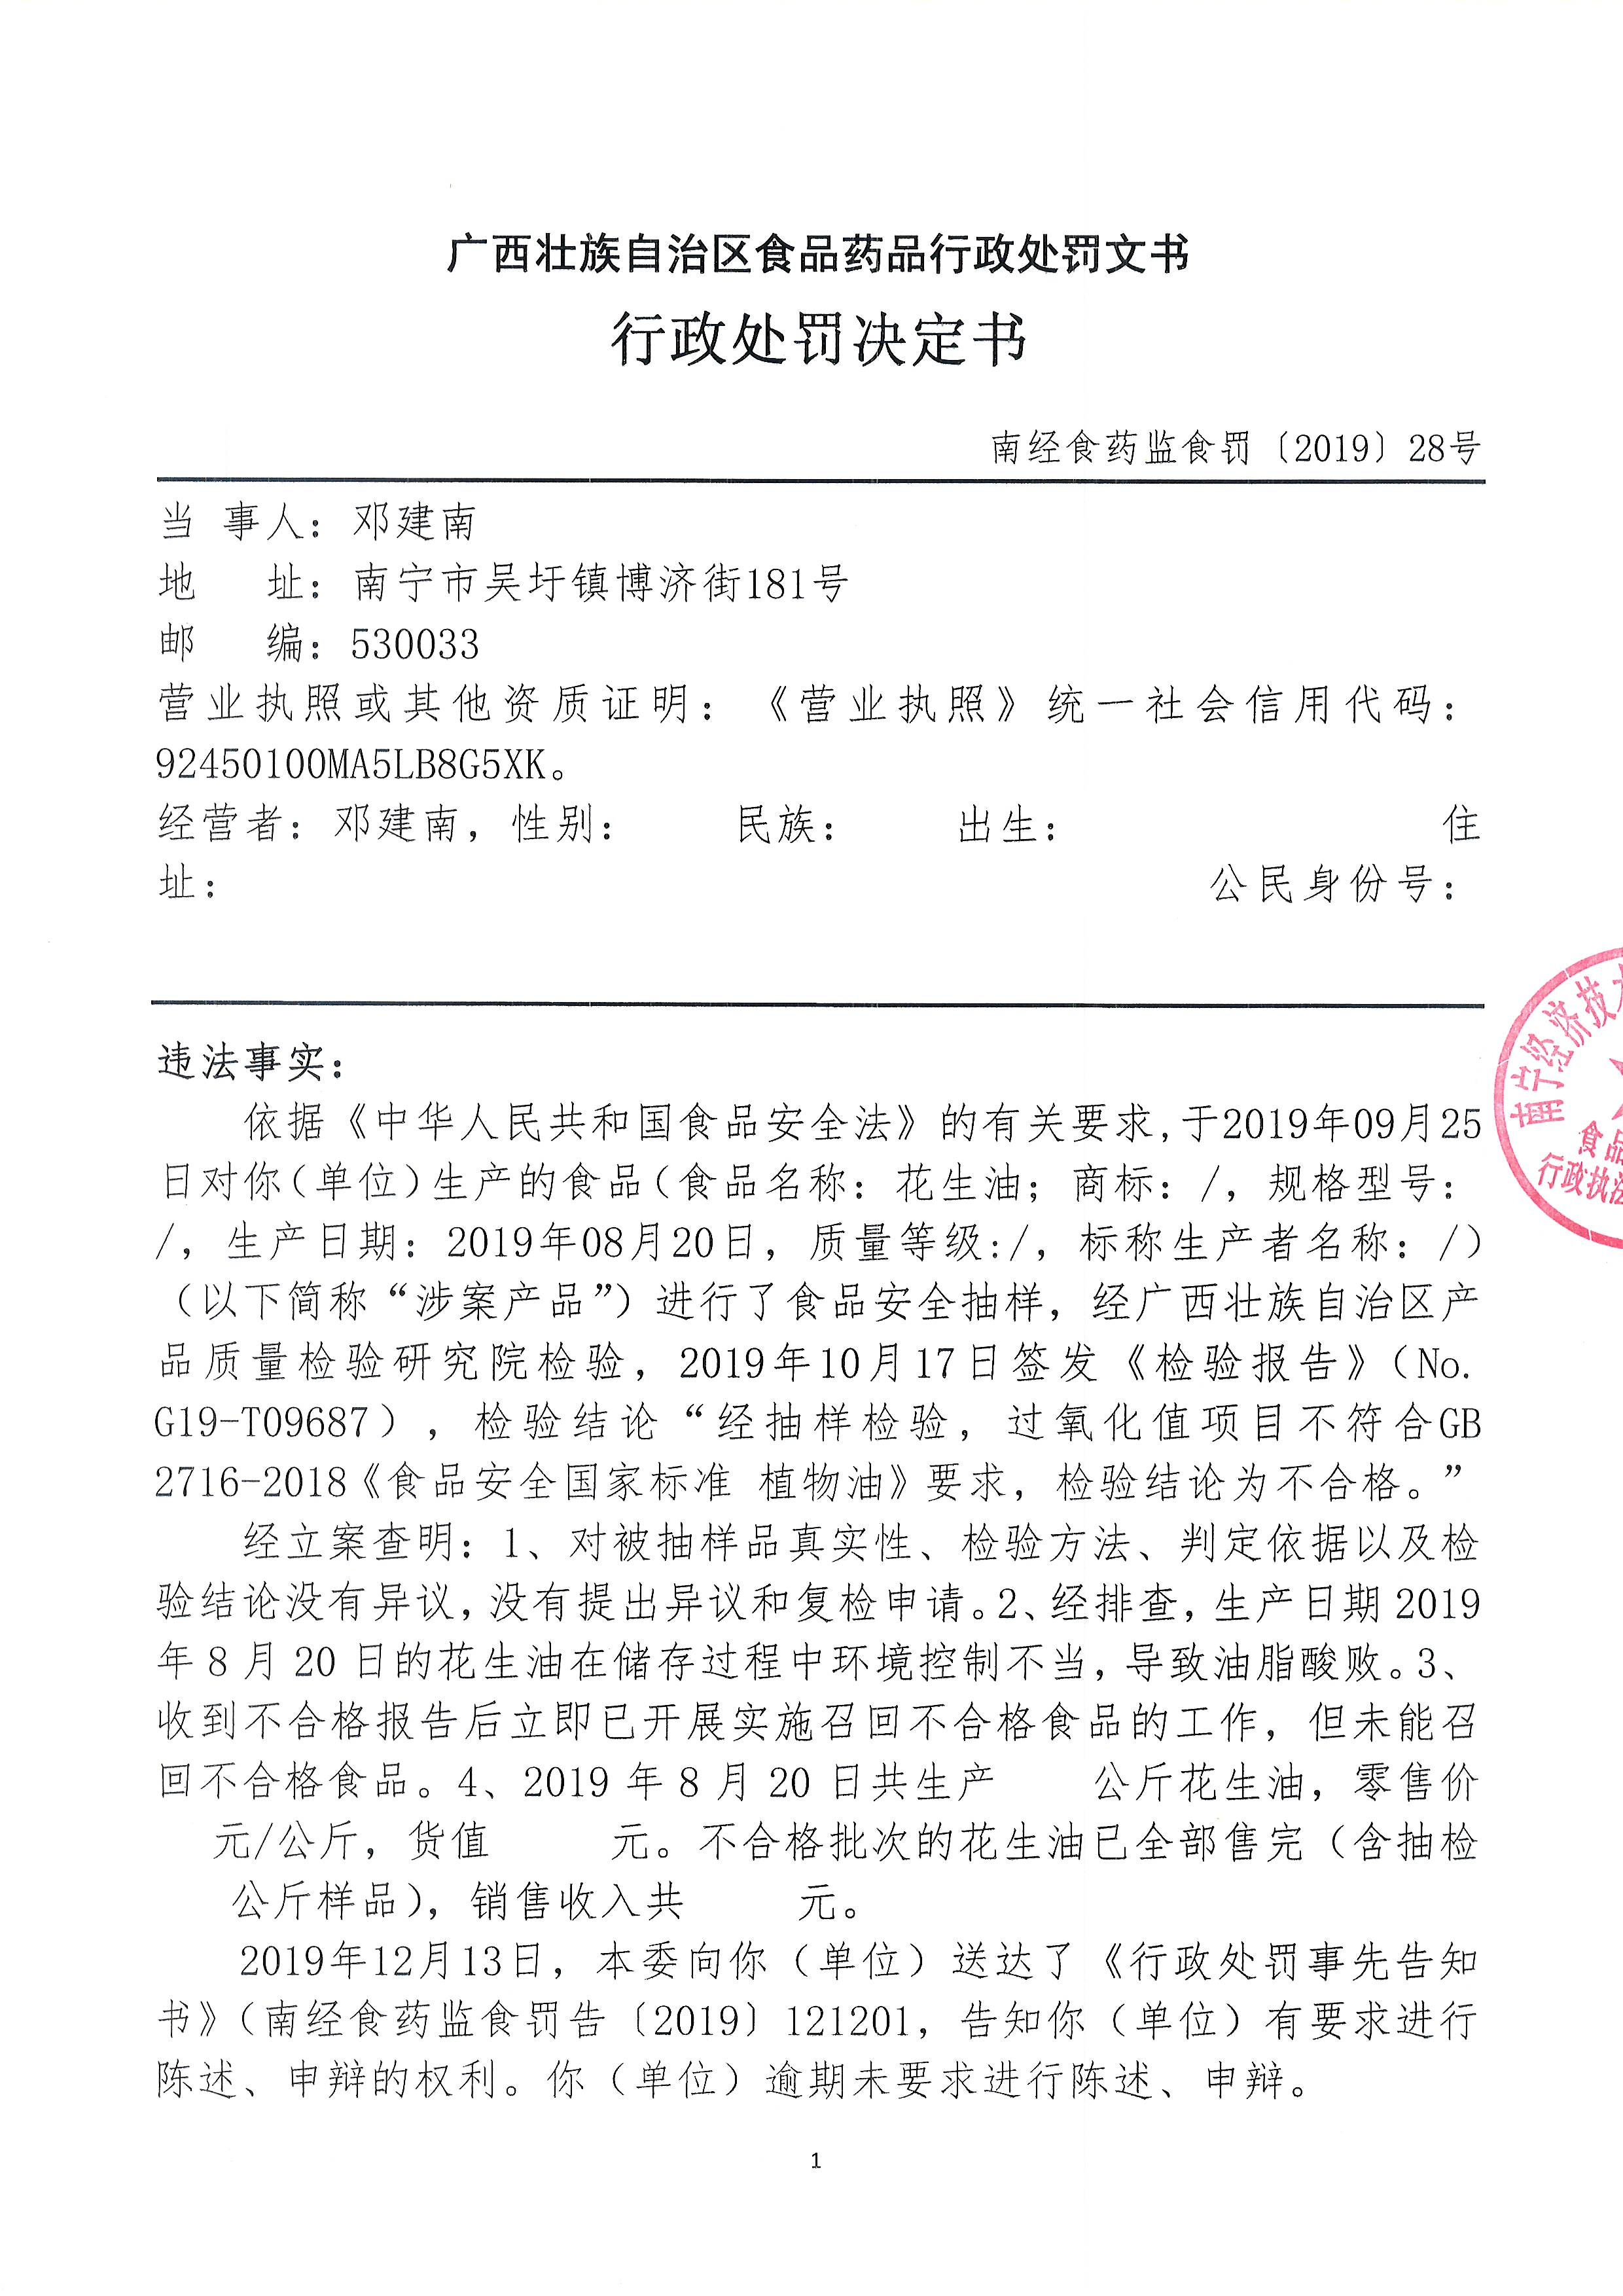 广西壮族自治区食品药品行政处罚文书
行政处罚决定书
南经食药监食罚〔2019〕28号
当 事人：邓建南
地 址：南宁市吴圩镇博济街181号
邮 编：530033
营业执照或其他资质证明：《营业执照》统一社会信用代码：
92450100MA5LB8G5XK。
经营者：邓建南，性别： 民族： 出生： 住
址： 公民身份号：
违法事实：
依据《中华人民共和国食品安全法》的有关要求,于2019年09月25
日对你（单位）生产的食品（食品名称：花生油；商标：/，规格型号：
/，生产日期：2019年08月20日，质量等级:/，标称生产者名称：/）
（以下简称“涉案产品”）进行了食品安全抽样，经广西壮族自治区产
品质量检验研究院检验，2019年10月17日签发《检验报告》（No.
G19-T09687），检验结论“经抽样检验，过氧化值项目不符合GB
2716-2018《食品安全国家标准 植物油》要求，检验结论为不合格。”
经立案查明：1、对被抽样品真实性、检验方法、判定依据以及检
验结论没有异议，没有提出异议和复检申请。2、经排查，生产日期 2019
年 8 月 20 日的花生油在储存过程中环境控制不当，导致油脂酸败。3、
收到不合格报告后立即已开展实施召回不合格食品的工作，但未能召
回不合格食品。4、2019 年 8 月 20 日共生产 公斤花生油，零售价
元/公斤，货值 元。不合格批次的花生油已全部售完（含抽检
公斤样品），销售收入共 元。
2019年12月13日，本委向你（单位）送达了《行政处罚事先告知
书》（南经食药监食罚告〔2019〕121201，告知你（单位）有要求进行
陈述、申辩的权利。你（单位）逾期未要求进行陈述、申辩。
1
南宁经济技
食品
行政执法